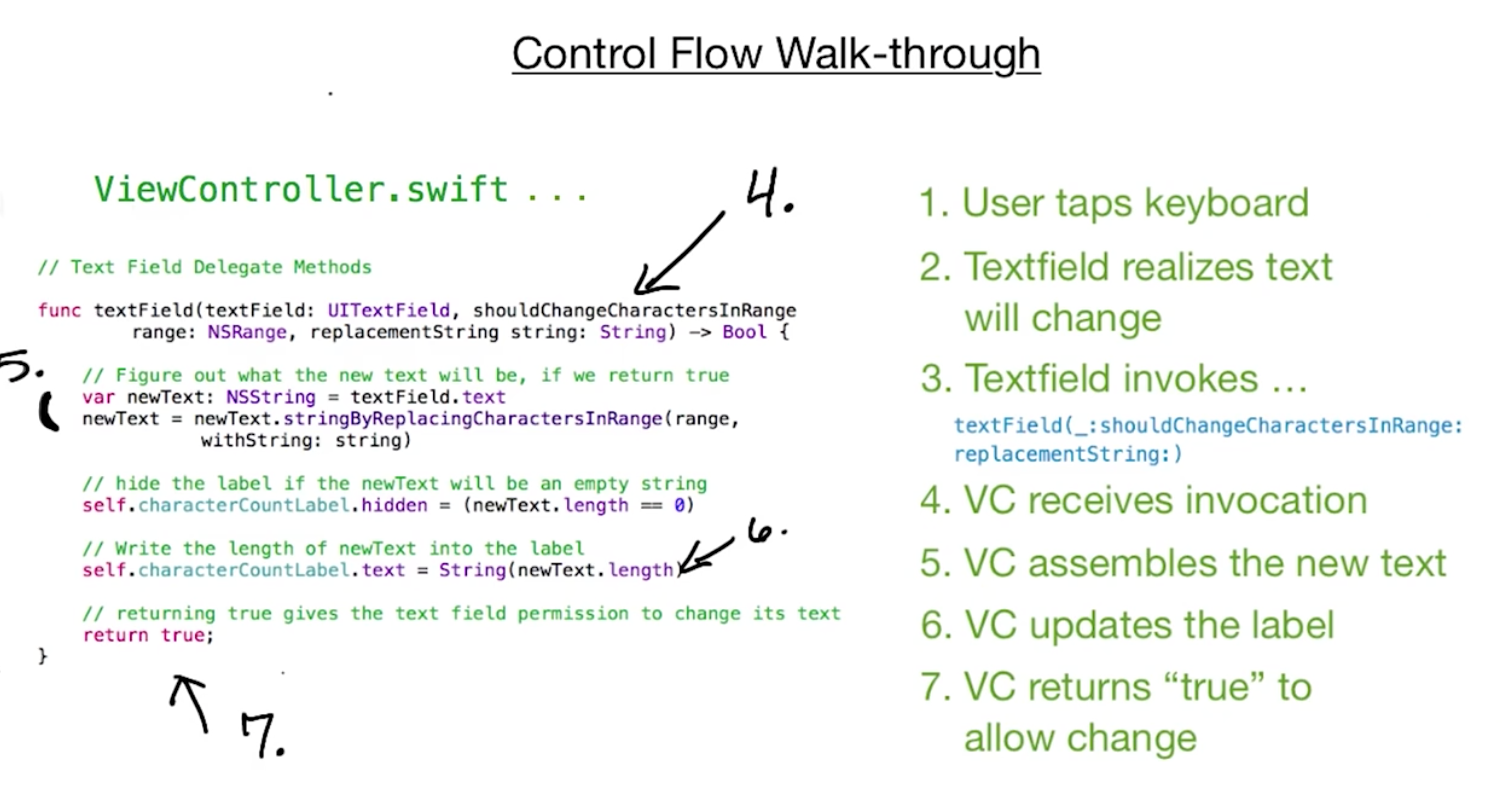 Control Flow Walk-through
ViewController.swift ...
4.
// Text Field Delegate Methods
func textField(textField: UITextField, shouldChangeCharactersInRange
range: NSRange, replacementString string: String) -> Bool {
5.
// Figure out what the new text will be, if we return true
var newText: NSString = textField.text
newText = newText.stringByReplacingCharactersInRange(range,
withString: string)
// hide the label if the newText will be an empty string
self.characterCountLabel.hidden = (newText.length == 0)
6.
// Write the length of newText into the label
self.characterCountLabel.text = String(newText.length)
// returning true gives the text field permission to change its text
return true;
}
7.
1. User taps keyboard
2. Textfield realizes text
will change
3. Textfield invokes ...
textField(_:shouldChangeCharactersInRange:
replacementString:)
4. VC receives invocation
5. VC assembles the new text
6. VC updates the label
7. VC returns “true” to
allow change